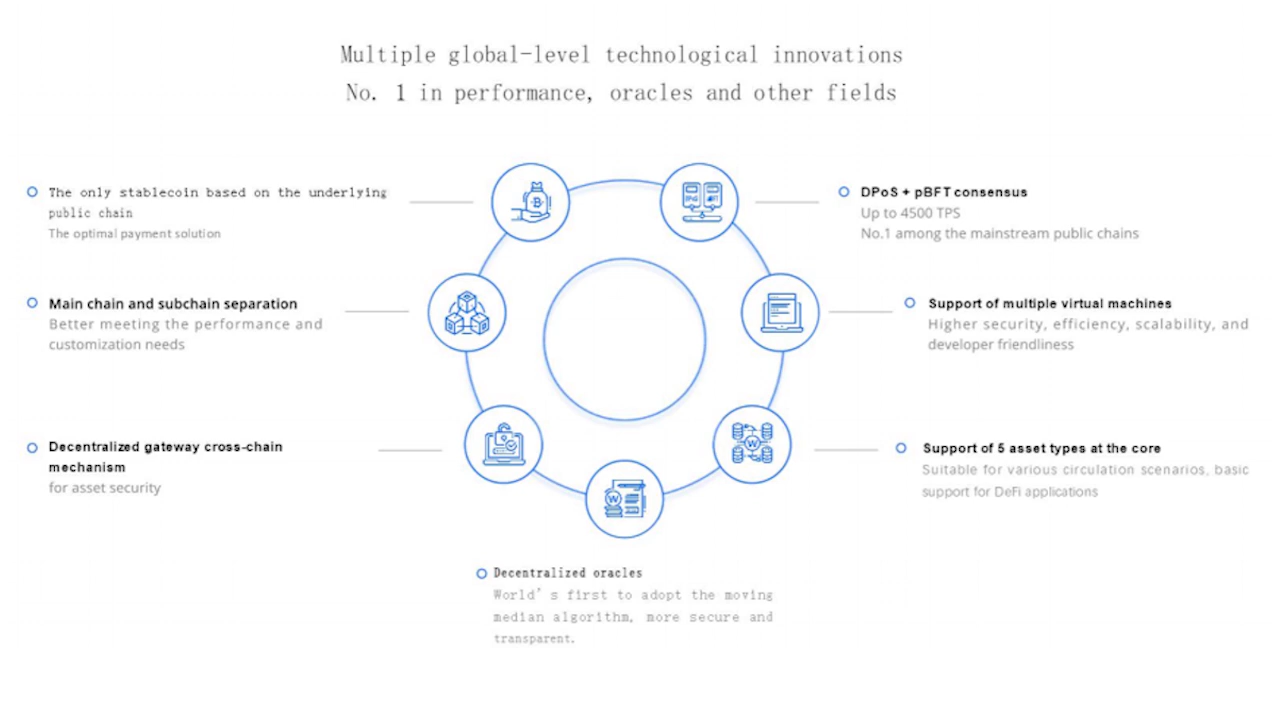 Multiple global-level technological innovations
No. 1 in performance, oracles and other fields
The only stablecoin based on the underlying
public chain
The optimal payment solution
Main chain and subchain separation
Better meeting the performance and
customization needs
Decentralized gateway cross-chain
mechanism
for asset security
DPoS + pBFT consensus
Up to 4500 TPS
No.1 among the mainstream public chains
Support of multiple virtual machines
Higher security, efficiency, scalability, and
developer friendliness
Support of 5 asset types at the core
Suitable for various circulation scenarios, basic
support for DeFi applications
Decentralized oracles
World's first to adopt the moving
median algorithm, more secure and
transparent.
W
W